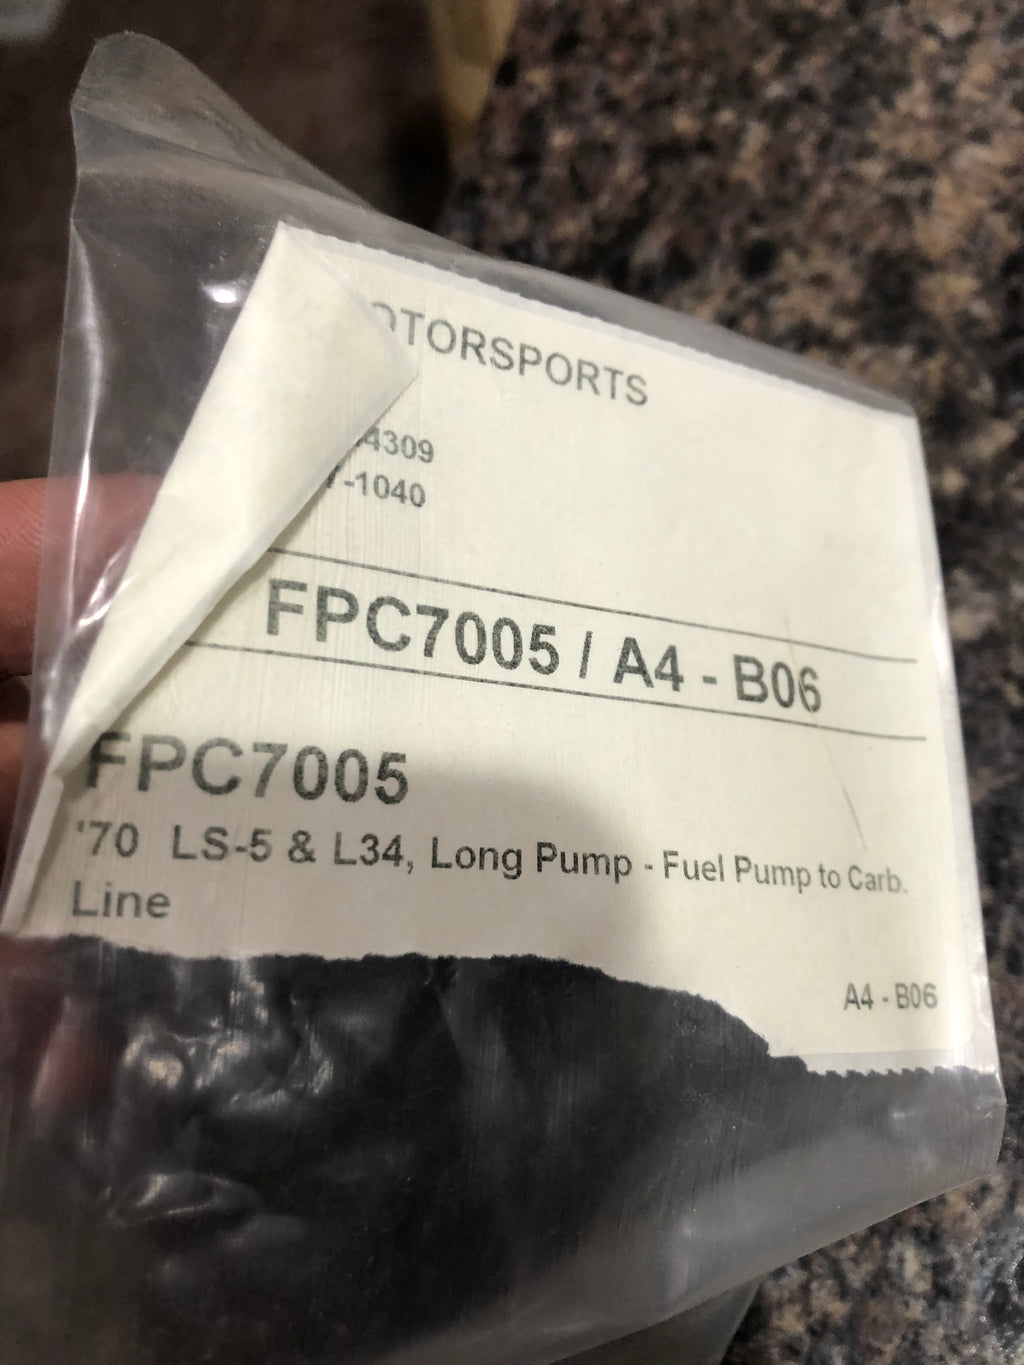 OTORSPORTS
4309
7-1040
FPC7005 / A4 - B06
FPC7005
'70 LS-5 & L34, Long Pump - Fuel Pump to Carb.
Line
A4 - B06